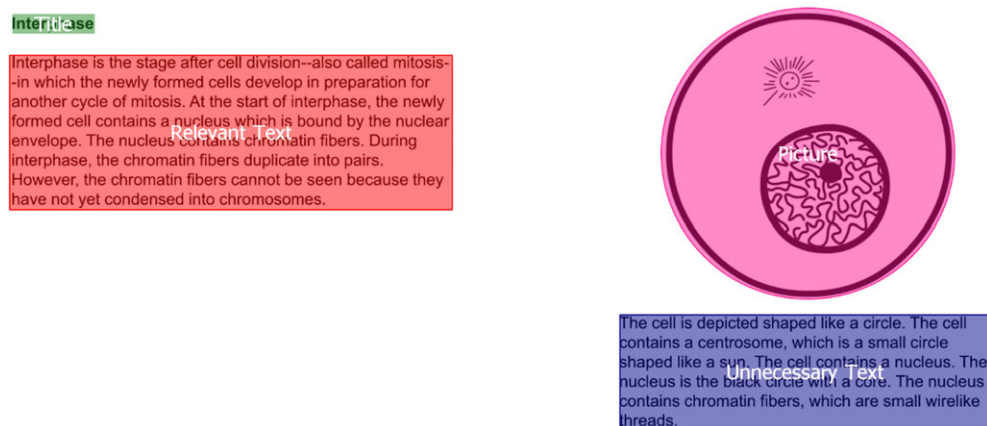 Interphase
Title
Interphase is the stage after cell division--also called mitosis-
-in which the newly formed cells develop in preparation for
another cycle of mitosis. At the start of interphase, the newly
formed cell contains a nucleus which is bound by the nuclear
envelope. The nucleus contains chromatin fibers. During
Relevant Text
interphase, the chromatin fibers duplicate into pairs.
However, the chromatin fibers cannot be seen because they
have not yet condensed into chromosomes.
Picture
The cell is depicted shaped like a circle. The cell
contains a centrosome, which is a small circle
shaped like a sun. The cell contains a nucleus. The
nucleus is the black circle with a core. The nucleus
Unnecessary Text
contains chromatin fibers, which are small wirelike
threads.